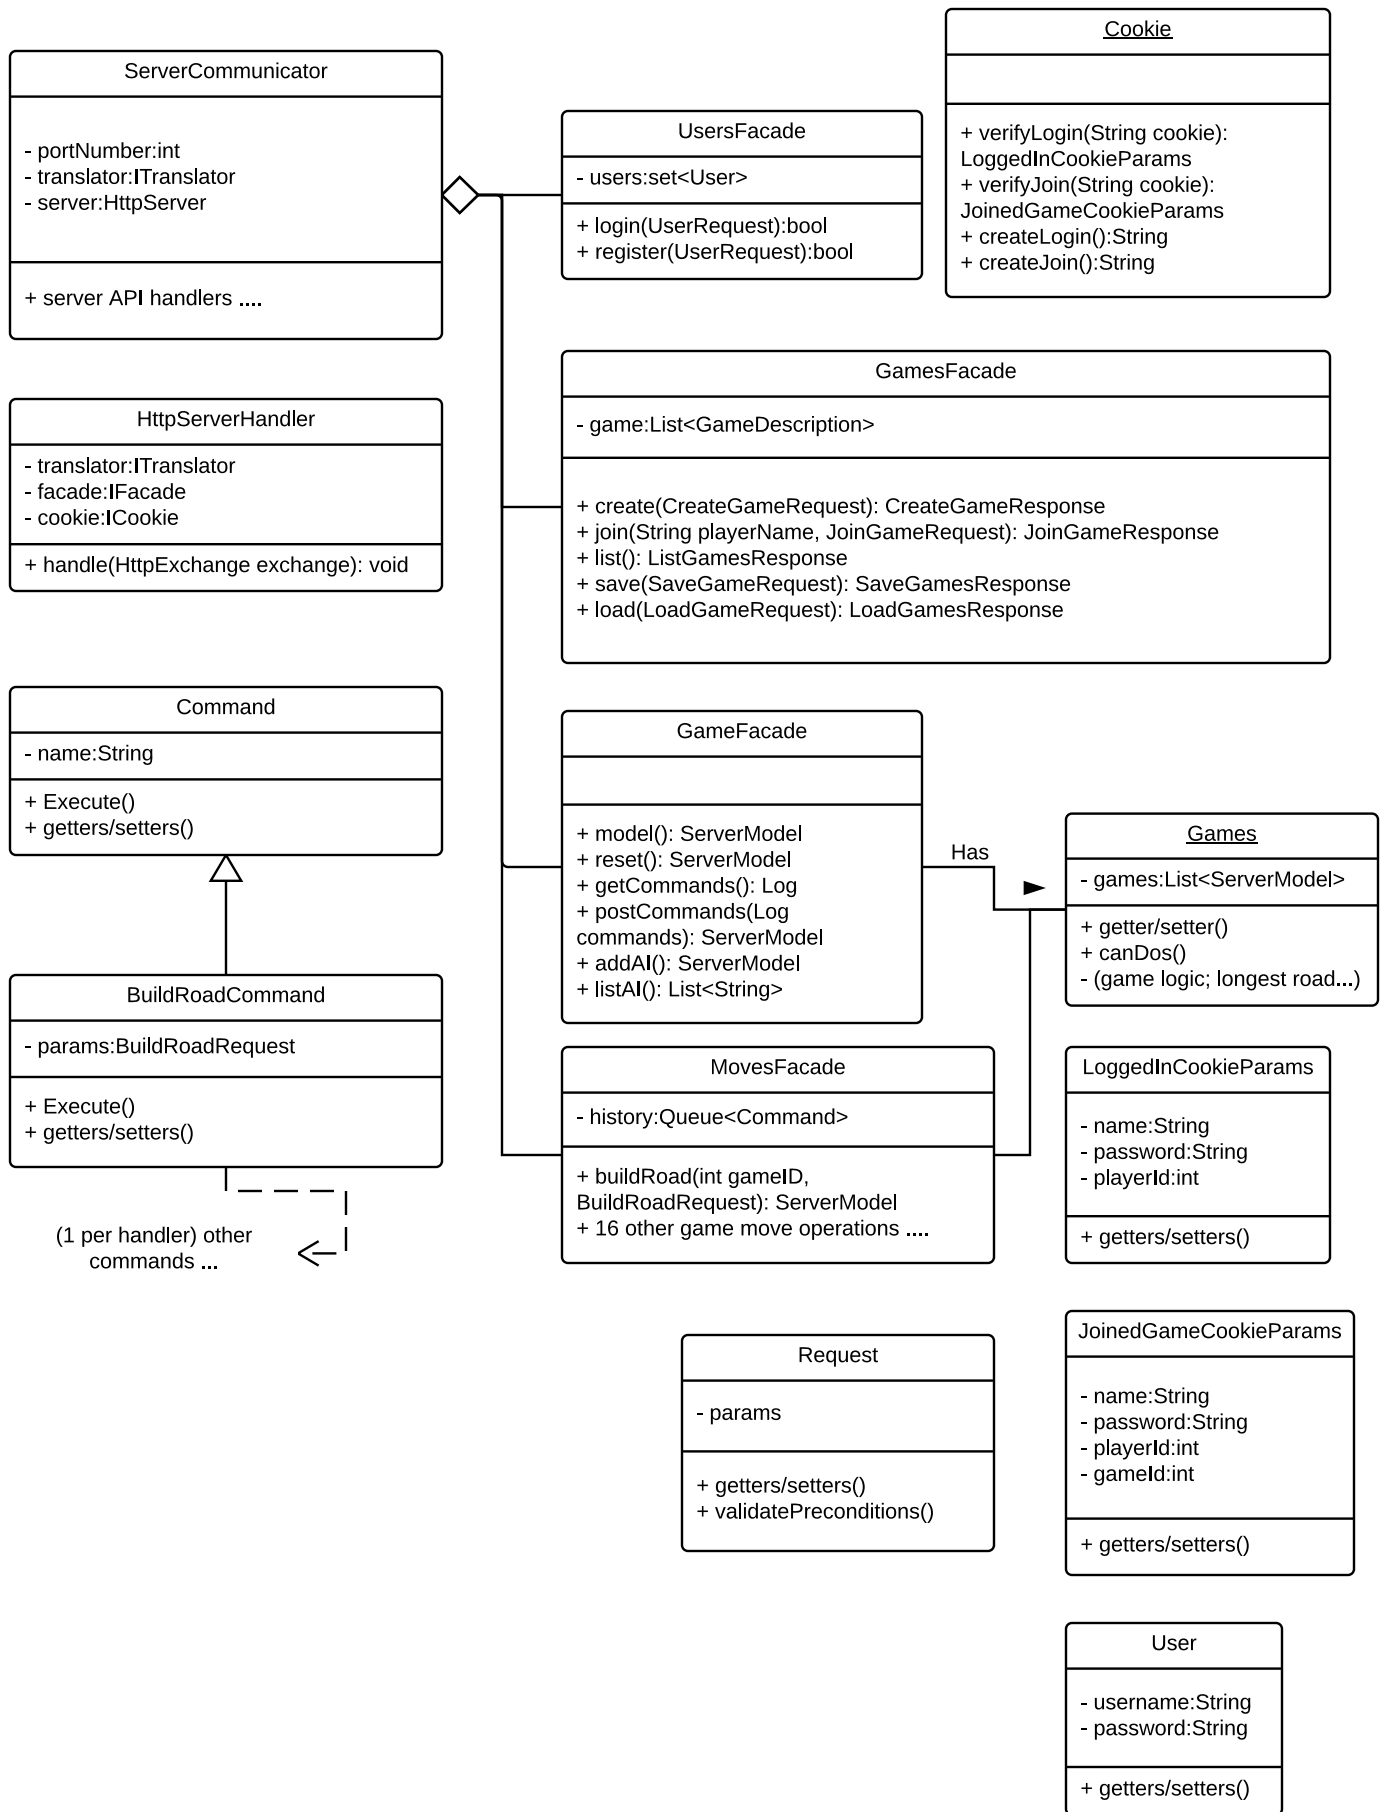 ServerCommunicator
- portNumber:int
- translator:ITranslator
- server:HttpServer
+ server API handlers ....
UsersFacade
- users:set<User>
+ login(UserRequest):bool
+ register(UserRequest):bool
Cookie
+ verifyLogin(String cookie):
LoggedInCookieParams
+ verifyJoin(String cookie):
JoinedGameCookieParams
+ createLogin():String
+ createJoin():String
HttpServerHandler
- translator:ITranslator
- facade:IFacade
- cookie:ICookie
+ handle(HttpExchange exchange): void
GamesFacade
- game:List<GameDescription>
+ create(CreateGameRequest): CreateGameResponse
+ join(String playerName, JoinGameRequest): JoinGameResponse
+ list(): ListGamesResponse
+ save(SaveGameRequest): SaveGamesResponse
+ load(LoadGameRequest): LoadGamesResponse
Command
- name:String
+ Execute()
+ getters/setters()
GameFacade
+ model(): ServerModel
+ reset(): ServerModel
+ getCommands(): Log
+ postCommands(Log
commands): ServerModel
+ addAI(): ServerModel
+ listAI(): List<String>
Has
Games
- games:List<ServerModel>
+ getter/setter()
+ canDos()
- (game logic; longest road...)
BuildRoadCommand
- params:BuildRoadRequest
+ Execute()
+ getters/setters()
(1 per handler) other
commands ...
MovesFacade
- history:Queue<Command>
+ buildRoad(int gameID,
BuildRoadRequest): ServerModel
+ 16 other game move operations ....
LoggedInCookieParams
- name:String
- password:String
- playerId:int
+ getters/setters()
Request
- params
+ getters/setters()
+ validatePreconditions()
JoinedGameCookieParams
- name:String
- password:String
- playerId:int
- gameId:int
+ getters/setters()
User
- username:String
- password:String
+ getters/setters()